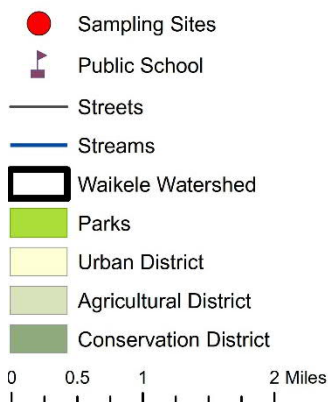 Sampling Sites
Public School
Streets
Streams
Waikele Watershed
Parks
Urban District
Agricultural District
Conservation District
0 0.5 1 2 Miles